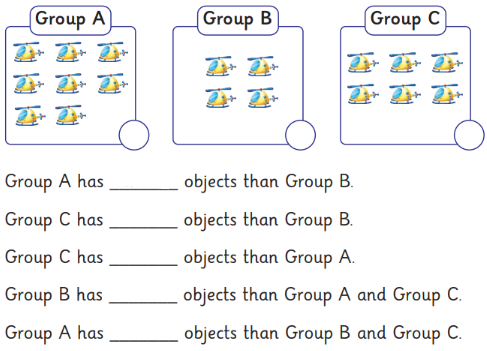 Group A Group B Group C
Group A has ________ objects than Group B.
Group C has ________ objects than Group B.
Group C has ________ objects than Group A.
Group B has ________ objects than Group A and Group C.
Group A has ________ objects than Group B and Group C.